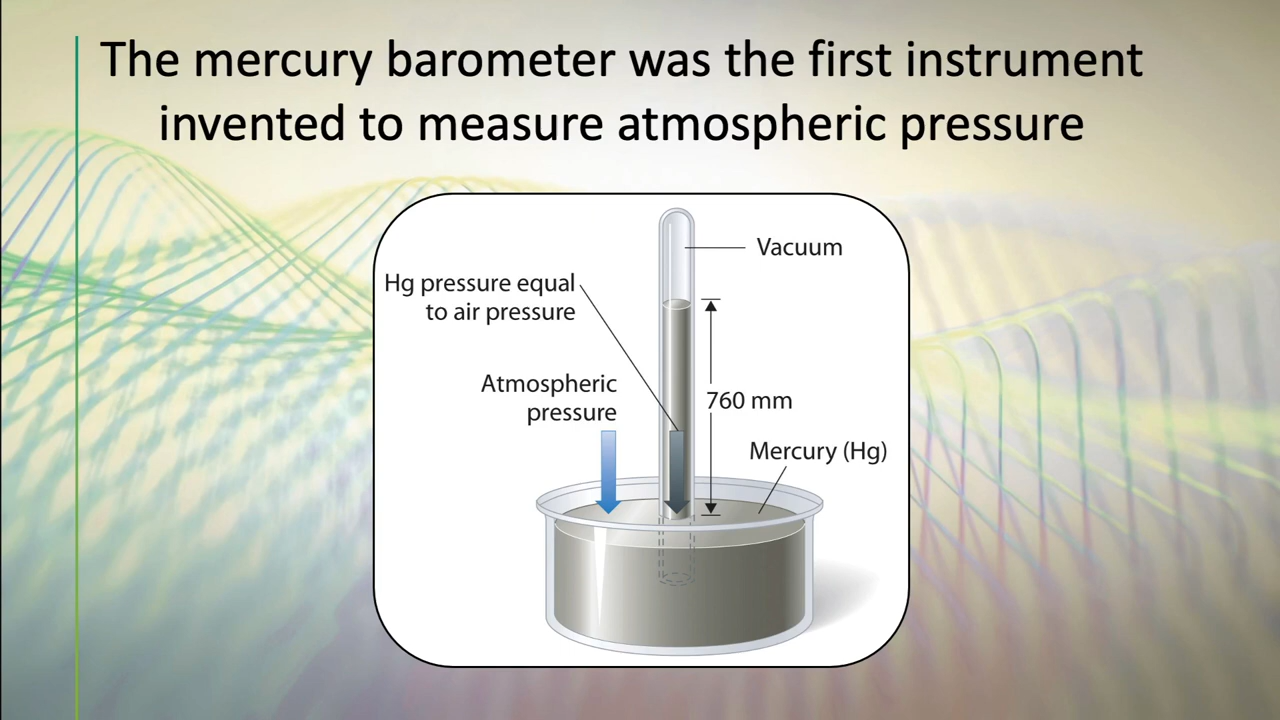 The mercury barometer was the first instrument
invented to measure atmospheric pressure
Vacuum
Hg pressure equal
to air pressure
Atmospheric
pressure
760 mm
Mercury (Hg)